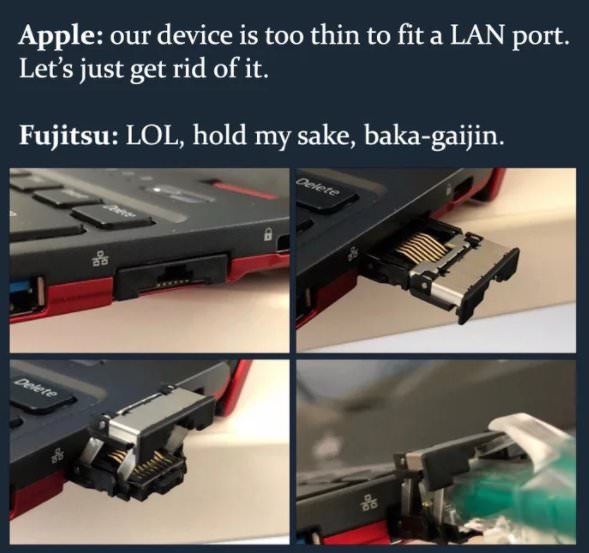 Apple: our device is too thin to fit a LAN port.
Let's just get rid of it.
Fujitsu: LOL, hold my sake, baka-gaijin.
Delete
Delete
Delete